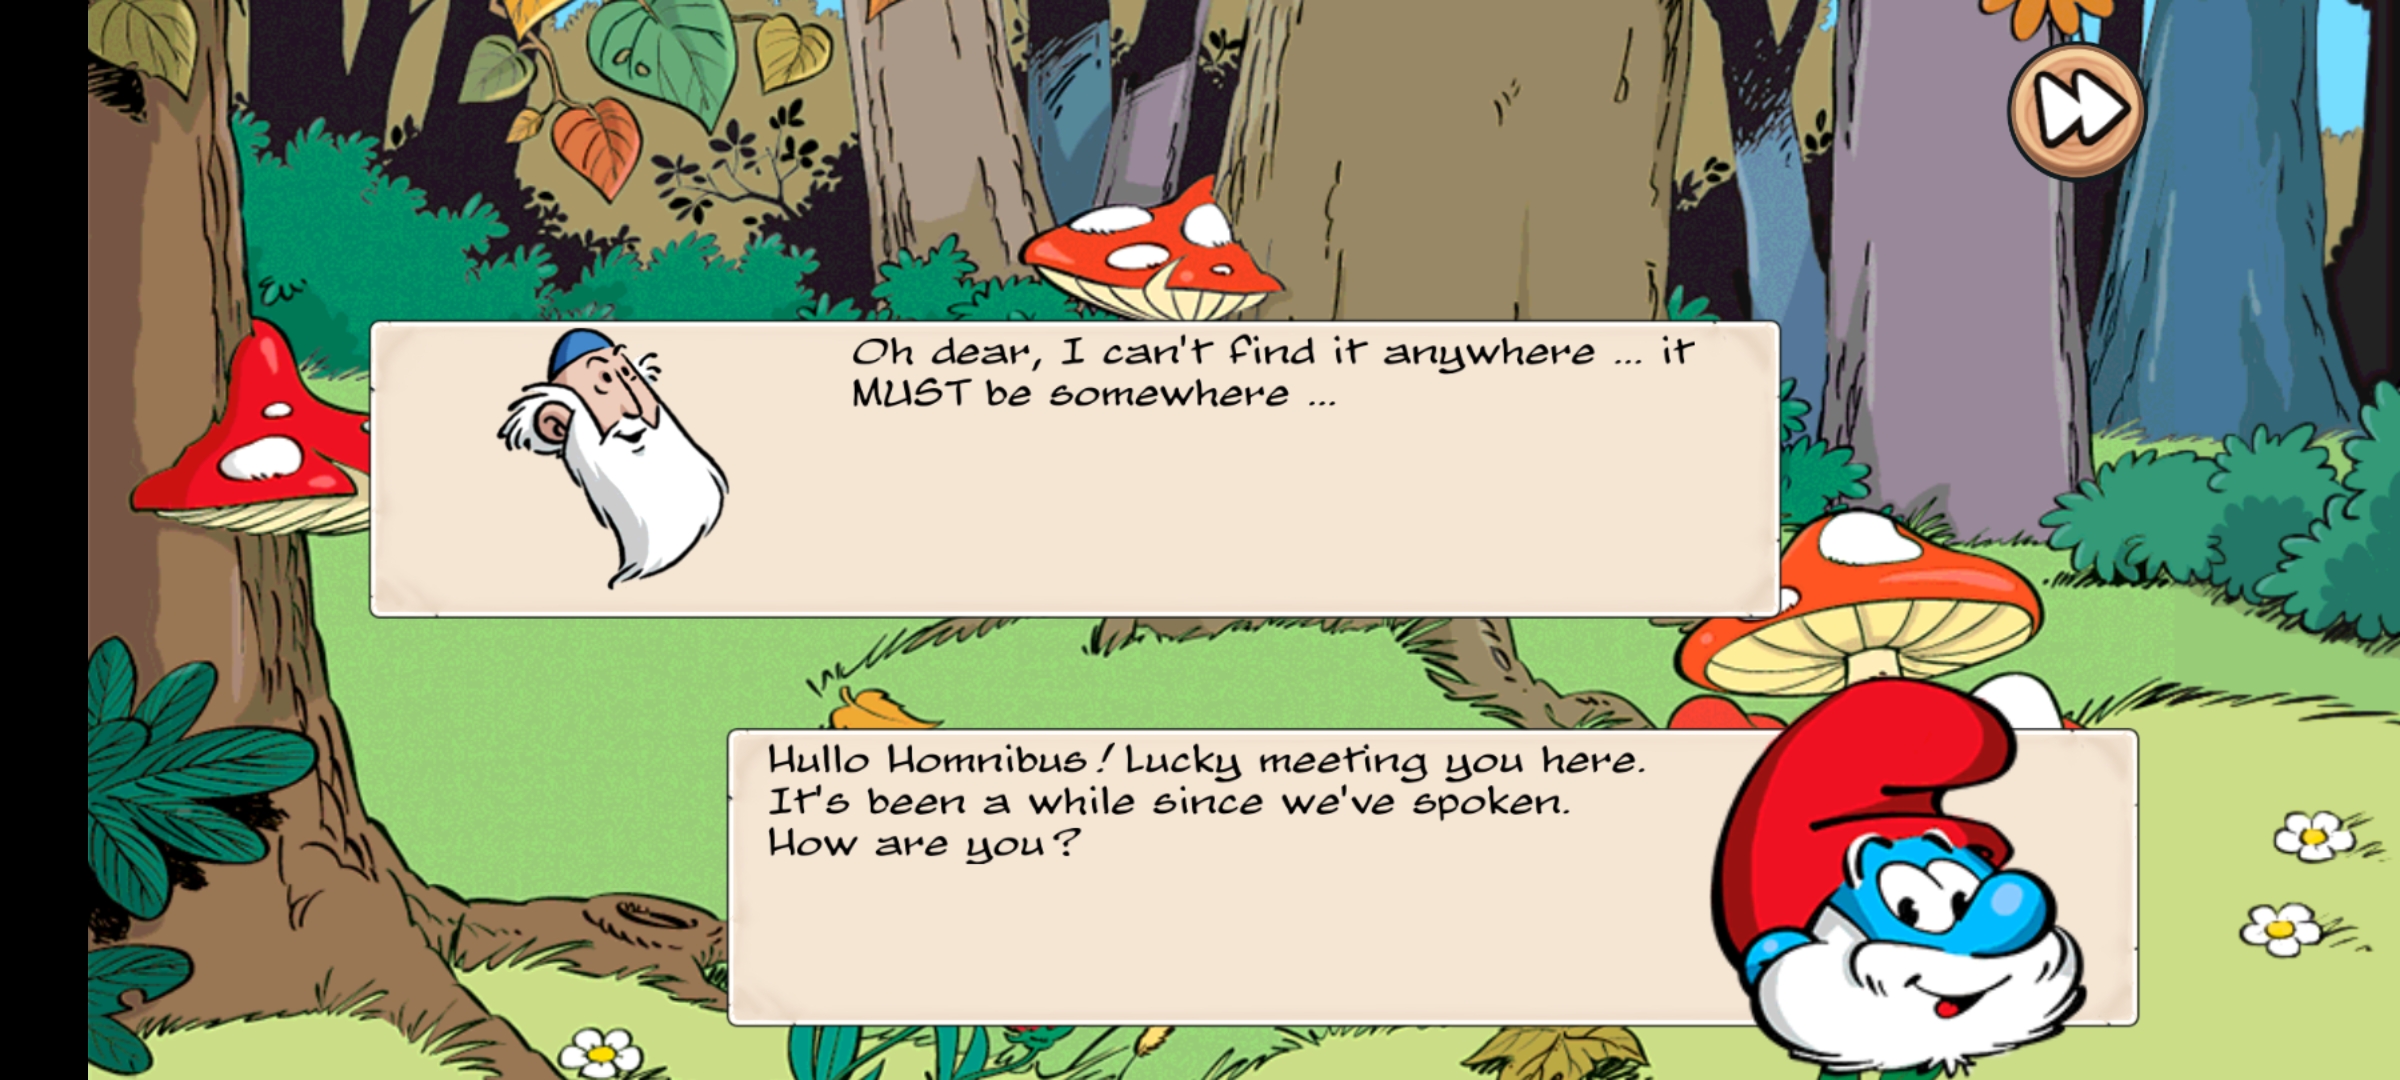 Oh dear, I can't find it anywhere ... it
MUST be somewhere ...
Hullo Homnibus! Lucky meeting you here.
It's been a while since we've spoken.
How are you?